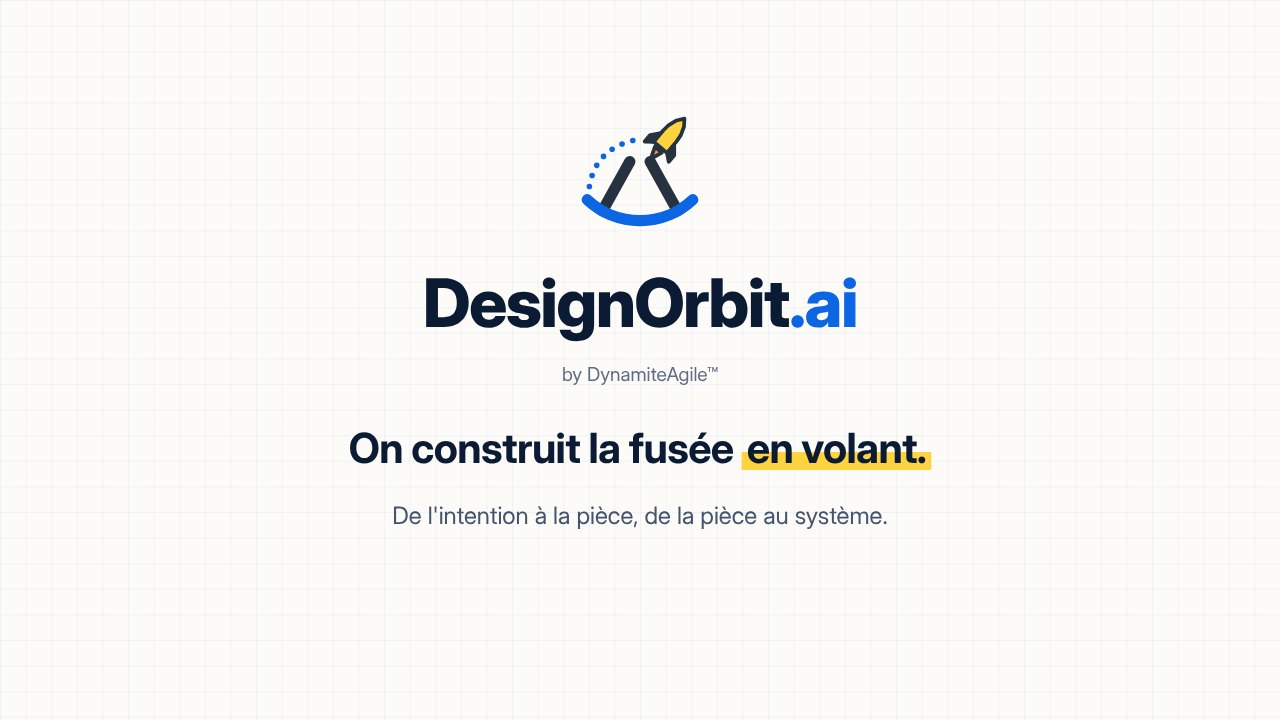 DesignOrbit.ai
by DynamiteAgile™
On construit la fusée en volant.
De l'intention à la pièce, de la pièce au système.